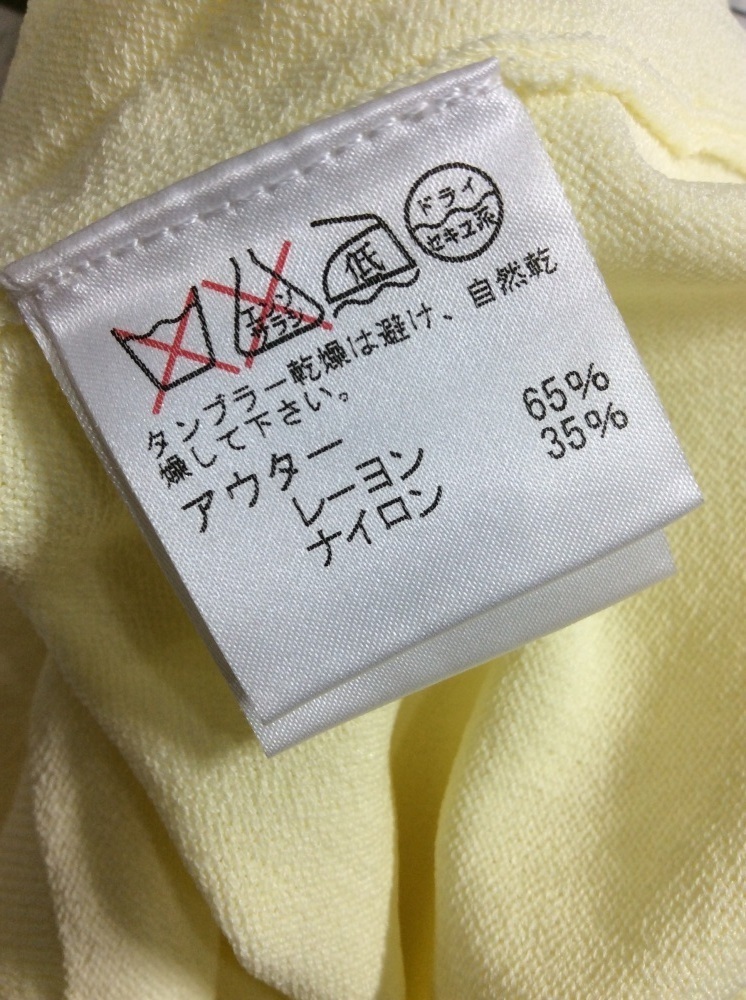 エンソ
サラシ
低
ドライ
セキユ系
タンブラー乾燥は避け、自然乾
燥して下さい。
アウター
レーヨン 65%
ナイロン 35%